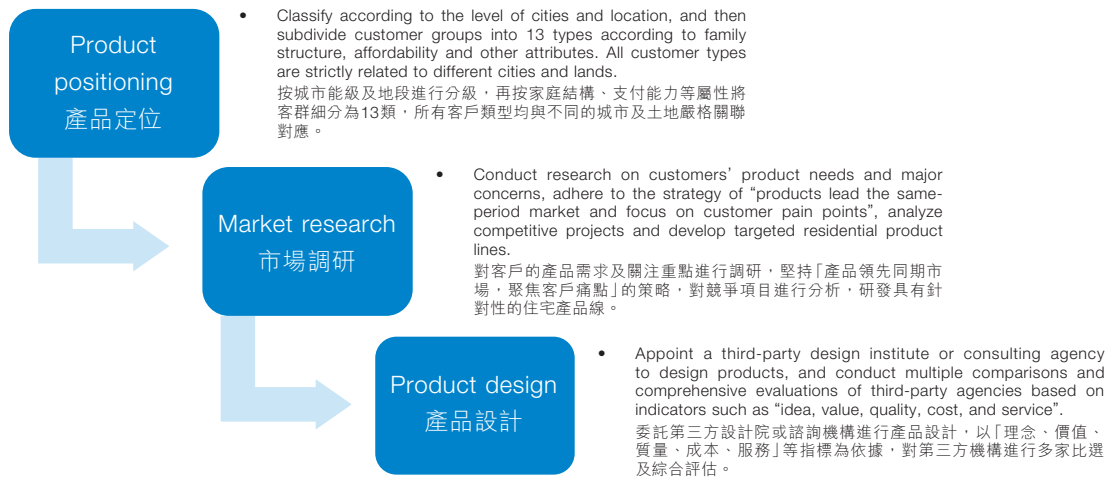 Product
positioning
產品定位
• Classify according to the level of cities and location, and then
subdivide customer groups into 13 types according to family
structure, affordability and other attributes. All customer types
are strictly related to different cities and lands.
按城市能級及地段進行分級，再按家庭結構、支付能力等屬性將
客群細分為13類，所有客戶類型均與不同的城市及土地嚴格關聯
對應。
Market research
市場調研
• Conduct research on customers’ product needs and major
concerns, adhere to the strategy of “products lead the same-
period market and focus on customer pain points”, analyze
competitive projects and develop targeted residential product
lines.
對客戶的產品需求及關注重點進行調研，堅持「產品領先同期市
場，聚焦客戶痛點」的策略，對競爭項目進行分析，研發具有針
對性的住宅產品線。
Product design
產品設計
• Appoint a third-party design institute or consulting agency
to design products, and conduct multiple comparisons and
comprehensive evaluations of third-party agencies based on
indicators such as “idea, value, quality, cost, and service”.
委託第三方設計院或諮詢機構進行產品設計，以「理念、價值、
質量、成本、服務」等指標為依據，對第三方機構進行多家比選
及綜合評估。